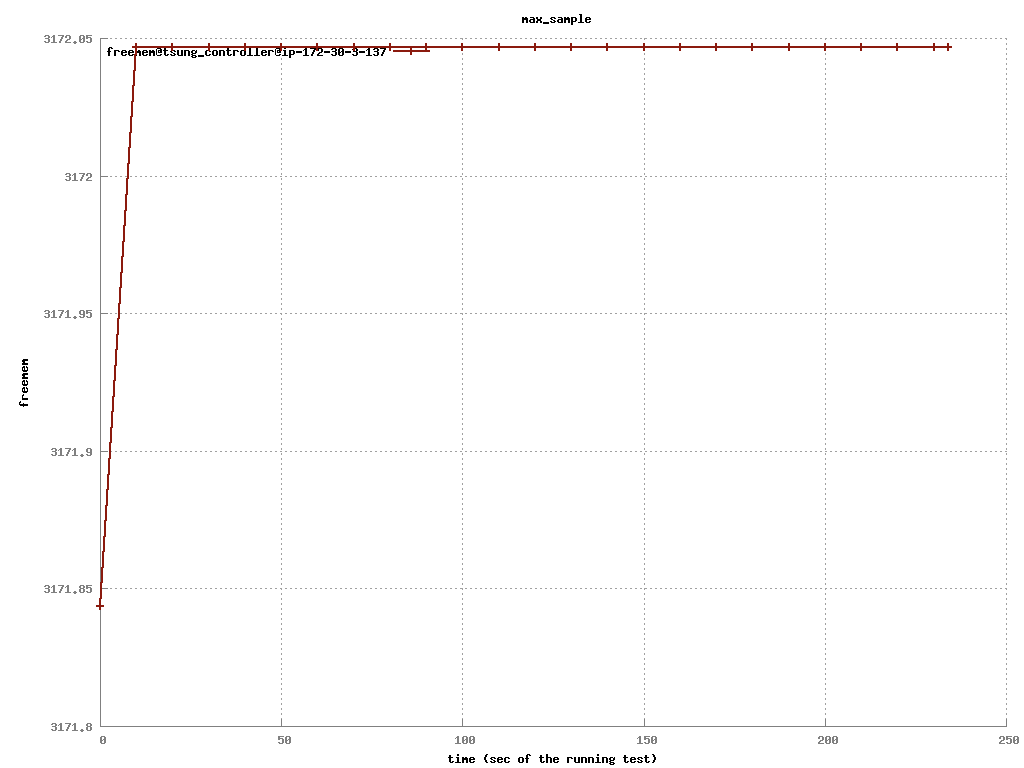 max_sample
3172.05
freemem@tsung_controller@ip-172-30-3-137
3172
3171.95
freemem
3171.9
3171.85
3171.8
0 50 100 150 200 250
time (sec of the running test)